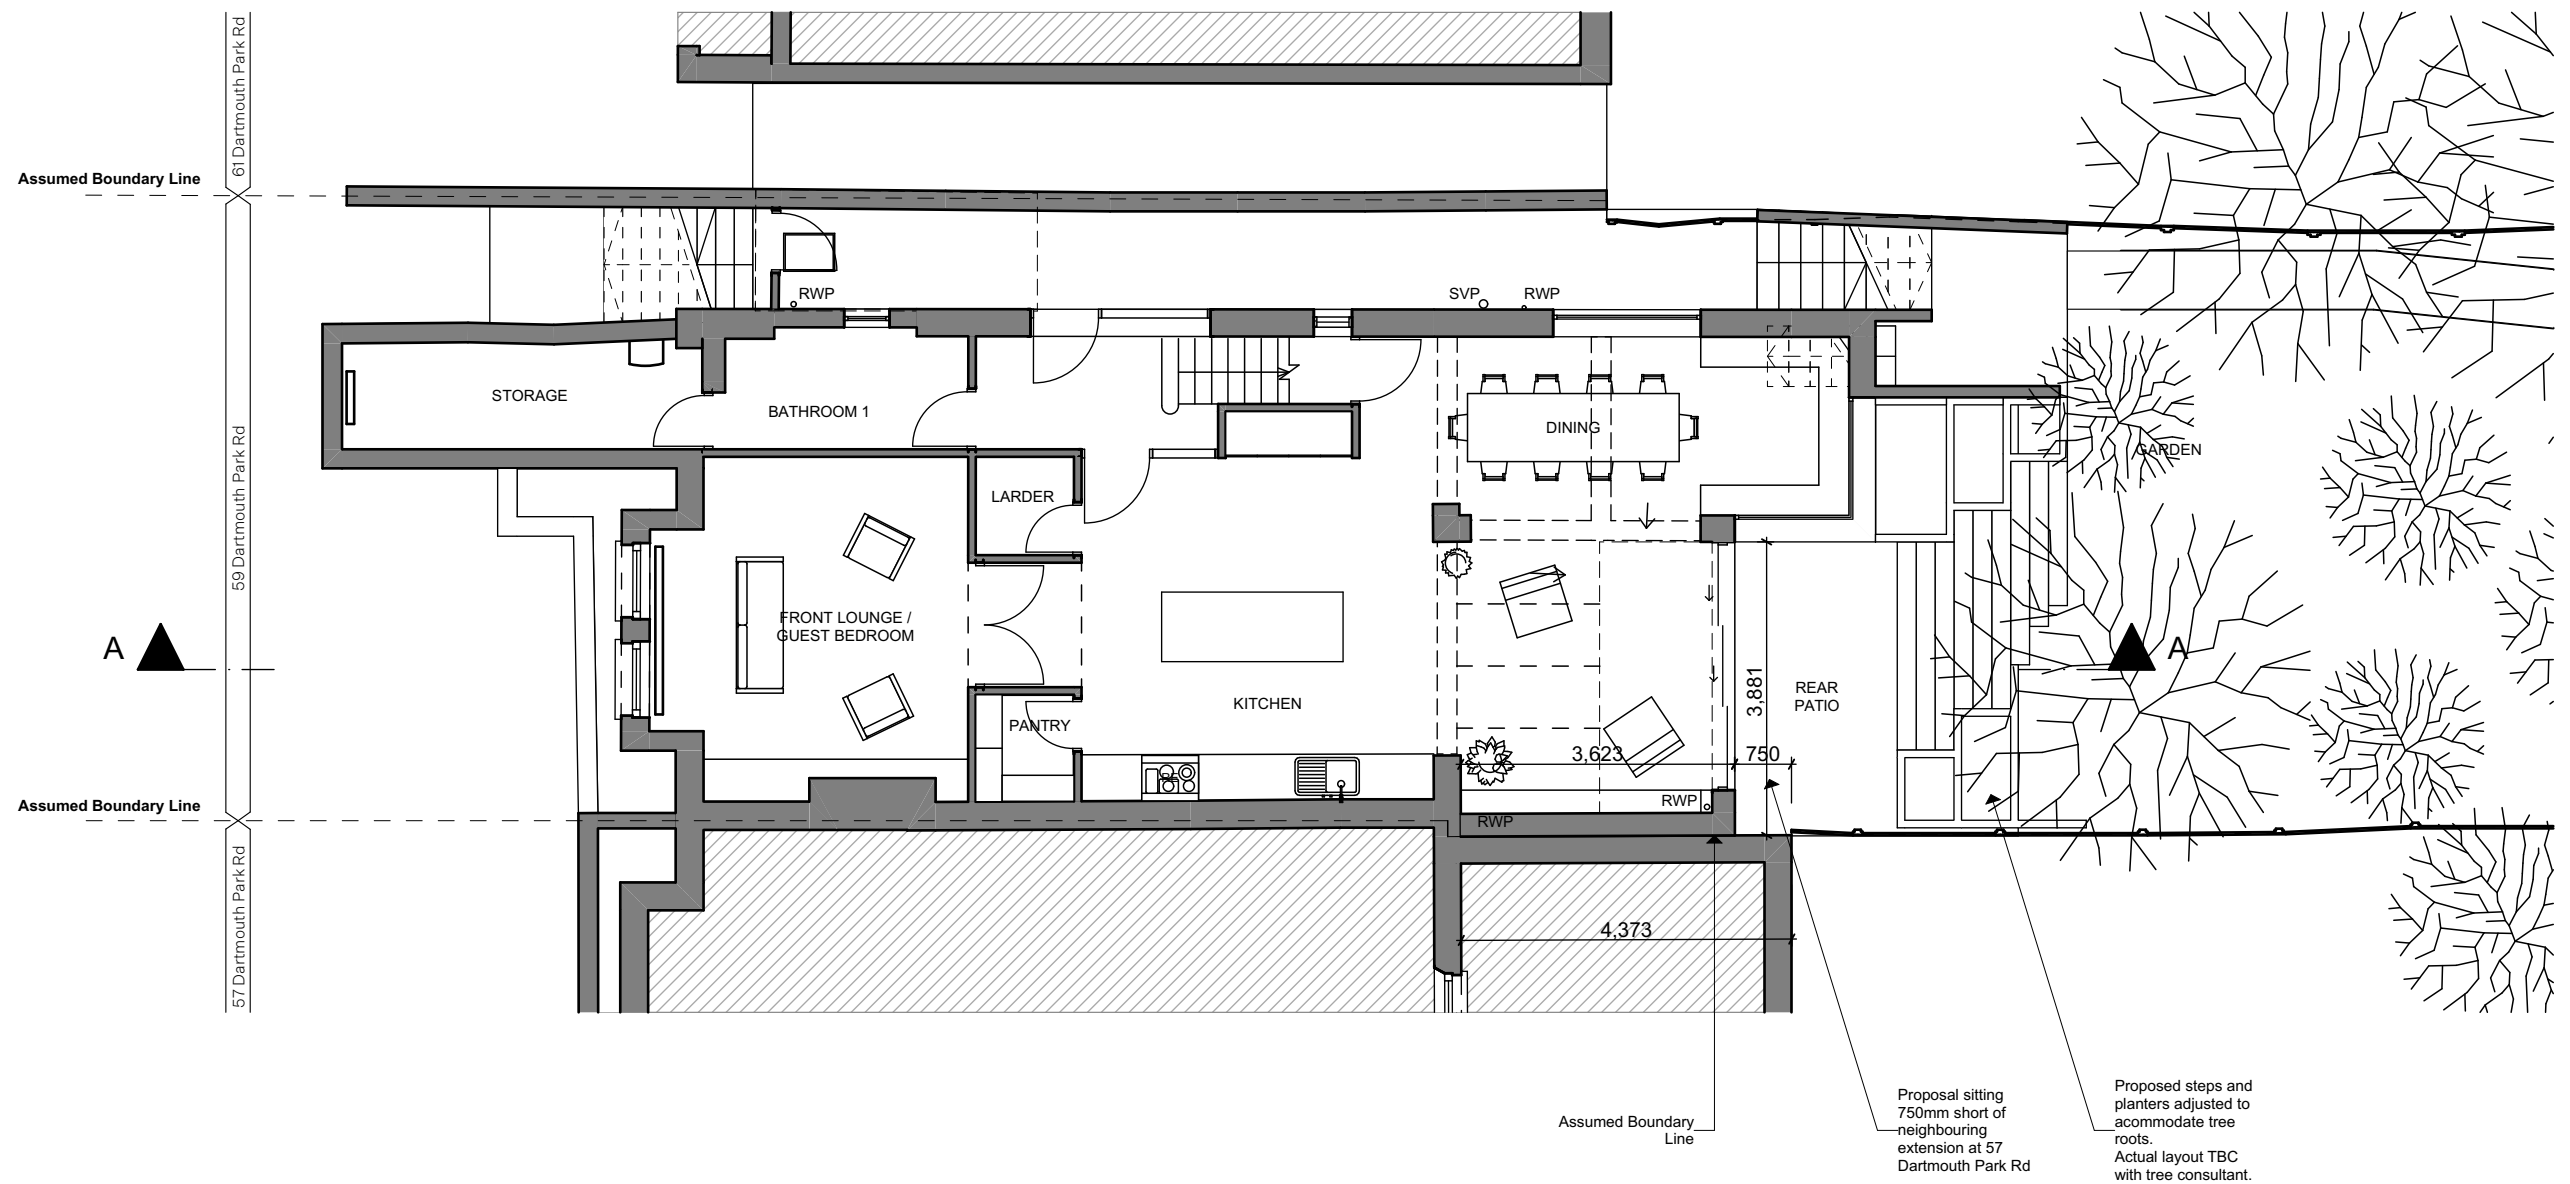 61 Dartmouth Park Rd
Assumed Boundary Line
RWP
SVP
RWP
STORAGE
BATHROOM 1
DINING
GARDEN
59 Dartmouth Park Rd
LARDER
FRONT LOUNGE /
GUEST BEDROOM
A
A
3,881
REAR
PATIO
KITCHEN
PANTRY
3,623
750
Assumed Boundary Line
RWP
RWP
57 Dartmouth Park Rd
4,373
Assumed Boundary
Line
Proposal sitting
750mm short of
neighbouring
extension at 57
Dartmouth Park Rd
Proposed steps and
planters adjusted to
acommodate tree
roots.
Actual layout TBC
with tree consultant.